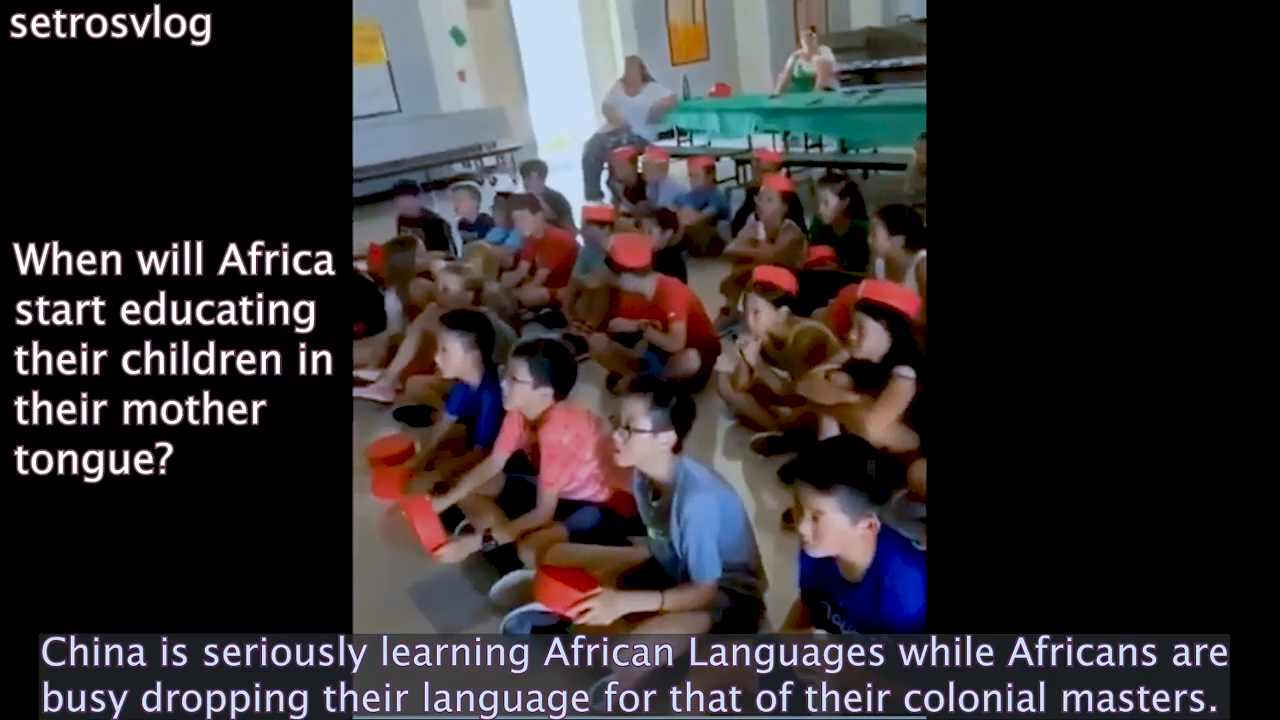 setrosvlog
When will Africa
start educating
their children in
their mother
tongue?
China is seriously learning African Languages while Africans are
busy dropping their language for that of their colonial masters.